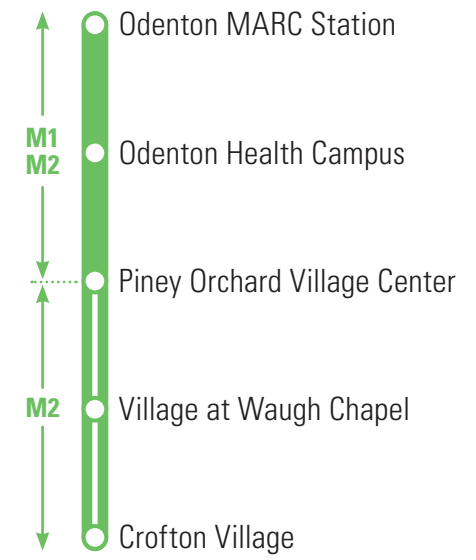 Odenton MARC Station
M1
M2
Odenton Health Campus
Piney Orchard Village Center
M2
Village at Waugh Chapel
Crofton Village